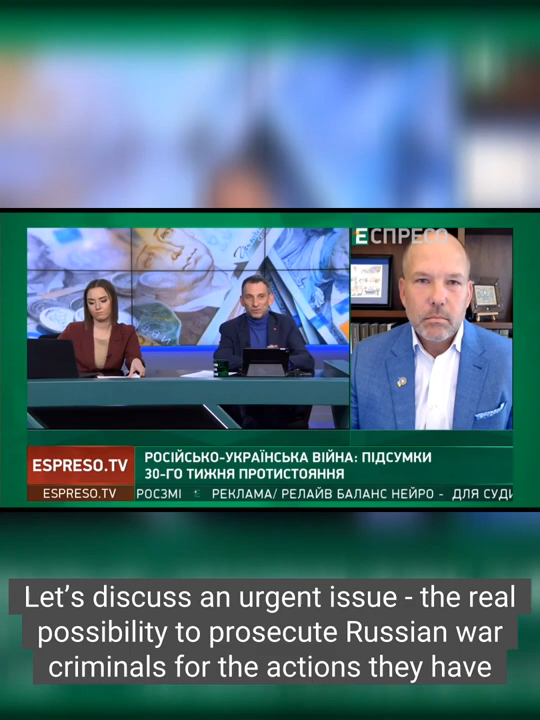 ЕСПРЕСО
ESPRESO.TV
РОСІЙСЬКО-УКРАЇНСЬКА ВІЙНА: ПІДСУМКИ
30-ГО ТИЖНЯ ПРОТИСТОЯННЯ
ESPRESO.TV
РОСЗМІ РЕКЛАМА/ РЕЛАЙВ БАЛАНС НЕЙРО - ДЛЯ СУДИ
Let’s discuss an urgent issue - the real
possibility to prosecute Russian war
criminals for the actions they have